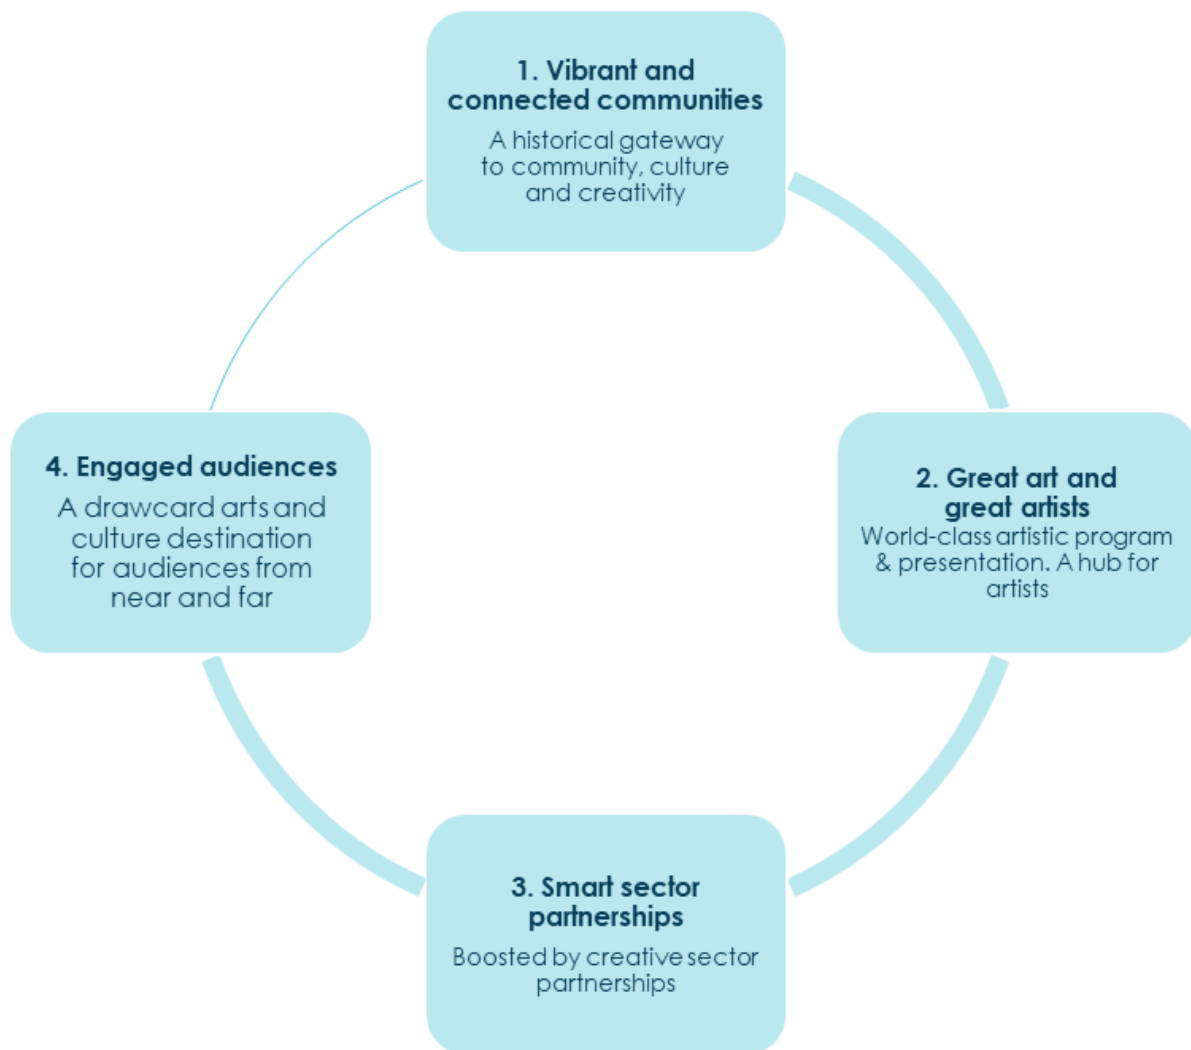 1. Vibrant and
connected communities
A historical gateway
to community, culture
and creativity
2. Great art and
great artists
World-class artistic program
& presentation. A hub for
artists
3. Smart sector
partnerships
Boosted by creative sector
partnerships
4. Engaged audiences
A drawcard arts and
culture destination
for audiences from
near and far